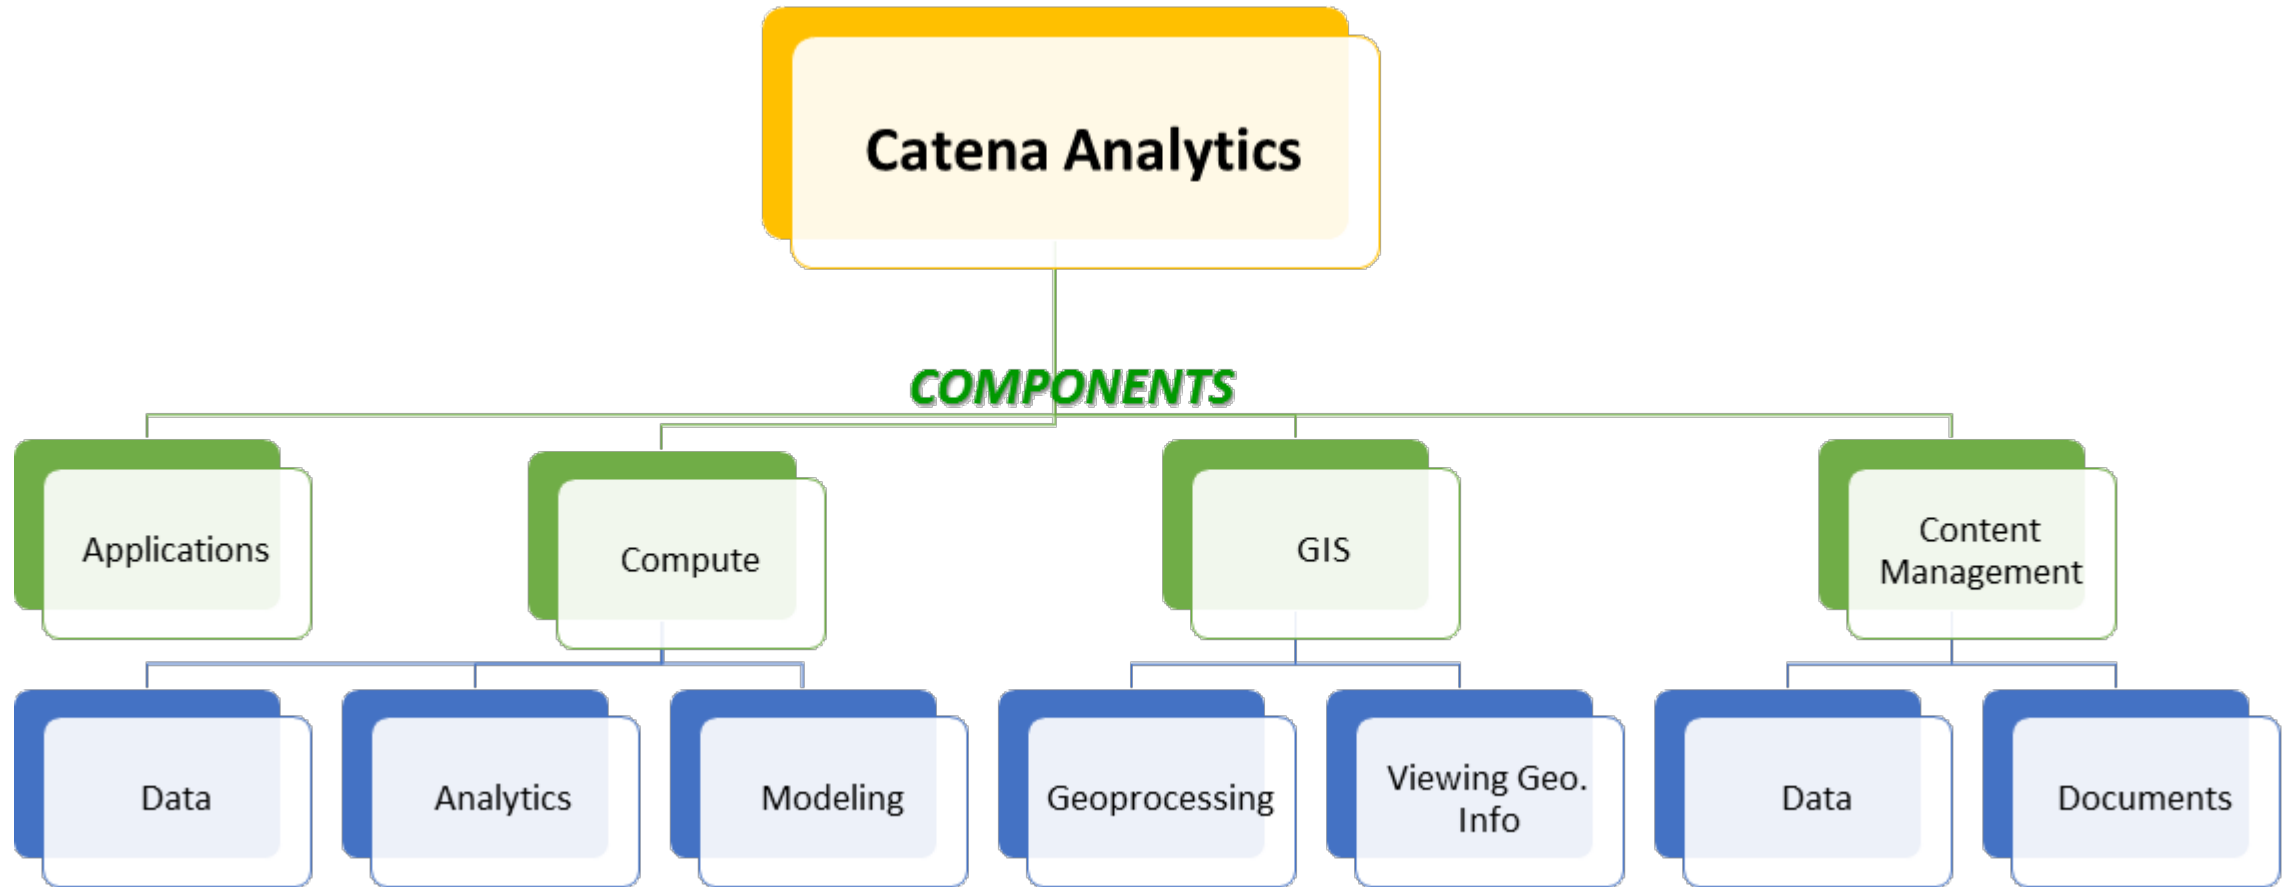 Catena Analytics
COMPONENTS
Applications
Compute
GIS
Content
Management
Data
Analytics
Modeling
Geoprocessing
Viewing Geo.
Info
Data
Documents